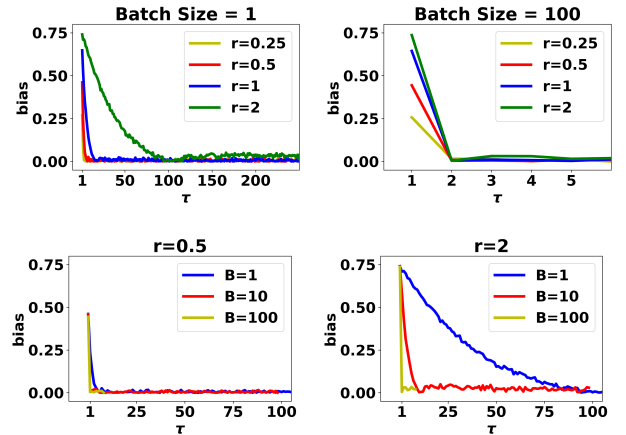 Batch Size = 1
bias
0.75
0.50
0.25
0.00
r=0.25
r=0.5
r=1
r=2
1 50 100 150 200
τ
Batch Size = 100
bias
0.75
0.50
0.25
0.00
r=0.25
r=0.5
r=1
r=2
1 2 3 4 5
τ
r=0.5
bias
0.75
0.50
0.25
0.00
B=1
B=10
B=100
1 25 50 75 100
τ
r=2
bias
0.75
0.50
0.25
0.00
B=1
B=10
B=100
1 25 50 75 100
τ